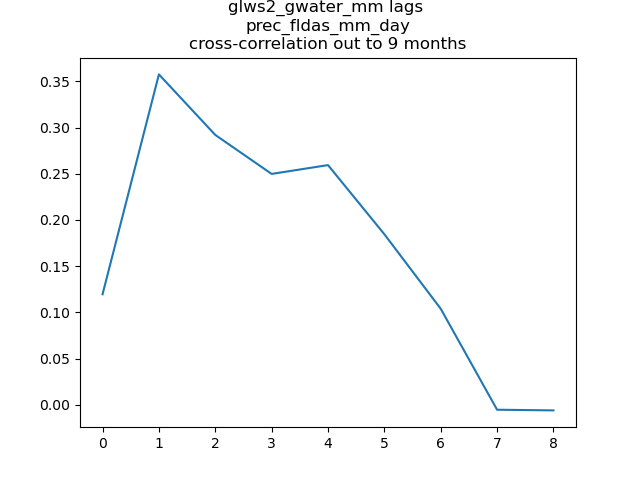 glws2_gwater_mm lags
prec_fldas_mm_day
cross-correlation out to 9 months
0.35
0.30
0.25
0.20
0.15
0.10
0.05
0.00
0 1 2 3 4 5 6 7 8